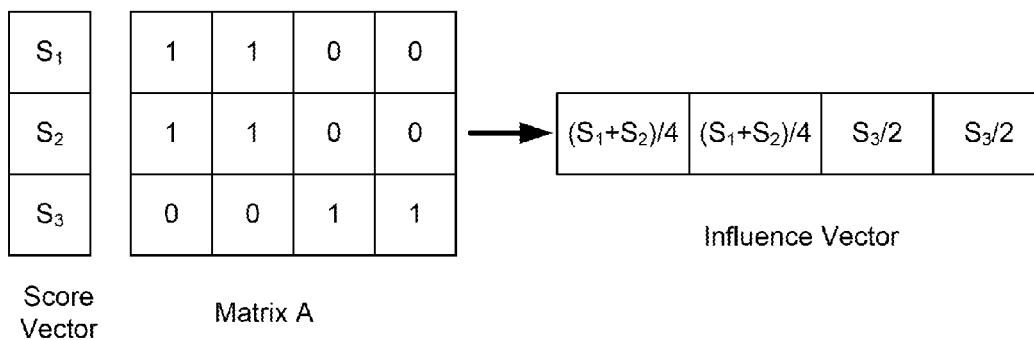 S₁ 1 1 0 0
S₂ 1 1 0 0
S₃ 0 0 1 1
(S₁+S₂)/4 (S₁+S₂)/4 S₃/2 S₃/2
Influence Vector
Score
Vector
Matrix A